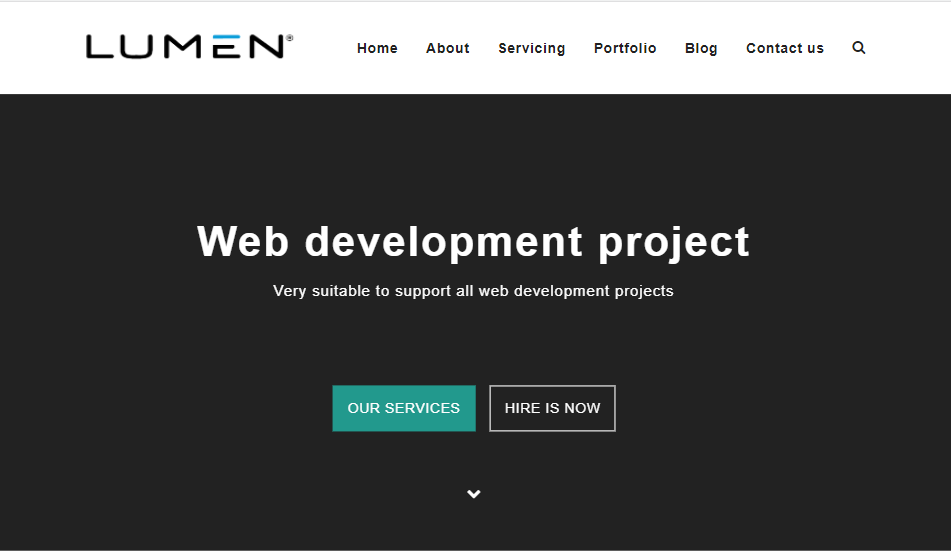 LUMEN®
Home About Servicing Portfolio Blog Contact us
Web development project
Very suitable to support all web development projects
OUR SERVICES HIRE IS NOW